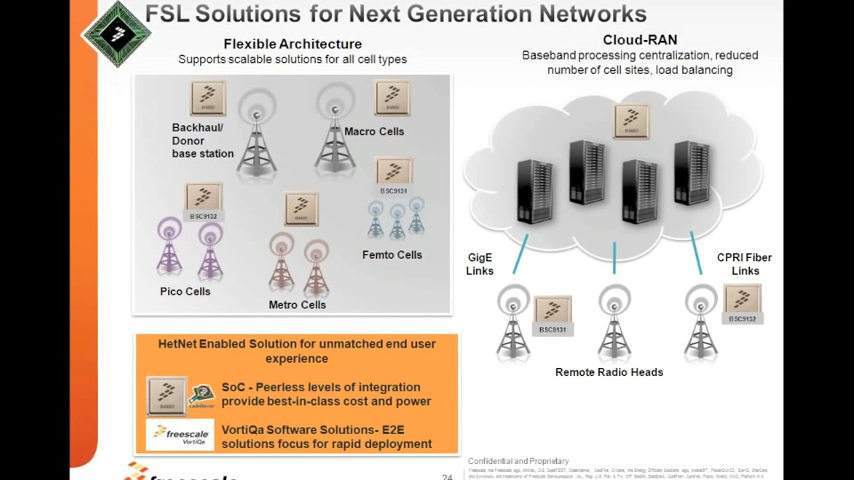 FSL Solutions for Next Generation Networks
Flexible Architecture
Supports scalable solutions for all cell types
Backhaul/
Donor
base station
Macro Cells
BSC9131
BSC9132
Femto Cells
Pico Cells
Metro Cells
Cloud-RAN
Baseband processing centralization, reduced
number of cell sites, load balancing
GigE
Links
CPRI Fiber
Links
BSC9131
BSC9132
Remote Radio Heads
HetNet Enabled Solution for unmatched end user
experience
SoC - Peerless levels of integration
provide best-in-class cost and power
freescale
VortiQa
VortiQa Software Solutions- E2E
solutions focus for rapid deployment
freescale
24
Confidential and Proprietary